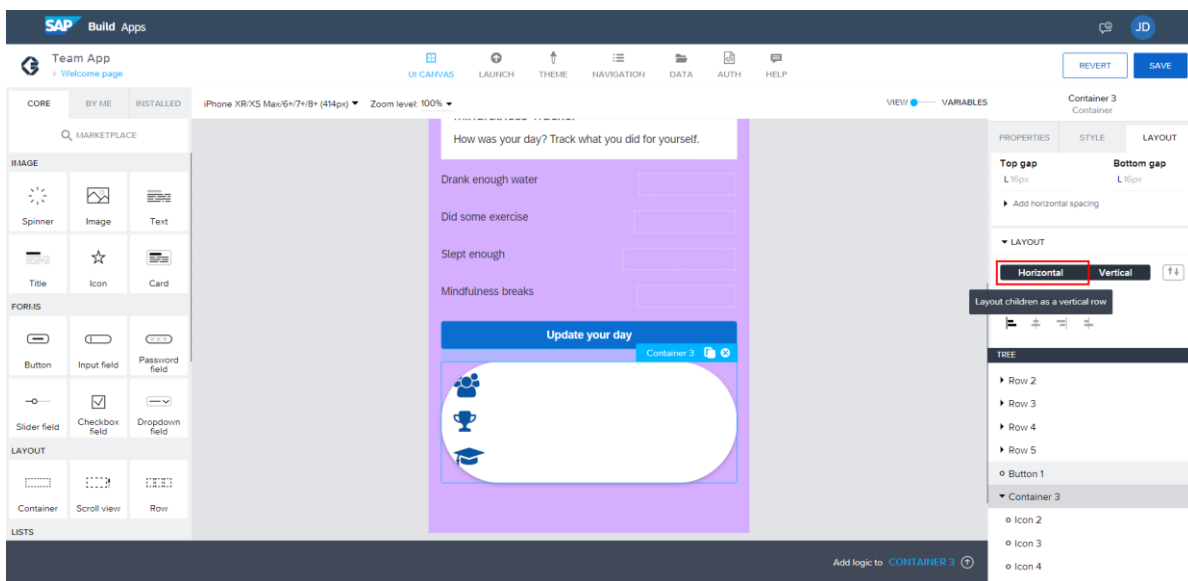 SAP Build Apps
JD
Team App
Welcome page
UI CANVAS LAUNCH THEME NAVIGATION DATA AUTH HELP
REVERT SAVE
CORE BY ME INSTALLED
iPhone XR/XS Max/6+/7+/8+ (414px) Zoom level: 100%
VIEW VARIABLES
Container 3
Container
MARKETPLACE
PROPERTIES STYLE LAYOUT
IMAGE
Spinner Image Text
Title Icon Card
FORMS
Button Input field Password field
Slider field Checkbox field Dropdown field
LAYOUT
Container Scroll view Row
LISTS
How was your day? Track what you did for yourself.
Drank enough water
Did some exercise
Slept enough
Mindfulness breaks
Update your day
Container 3
Top gap Bottom gap
L 16px L 16px
Add horizontal spacing
LAYOUT
Horizontal Vertical
Layout children as a vertical row
TREE
Row 2
Row 3
Row 4
Row 5
Button 1
Container 3
Icon 2
Icon 3
Icon 4
Add logic to CONTAINER 3